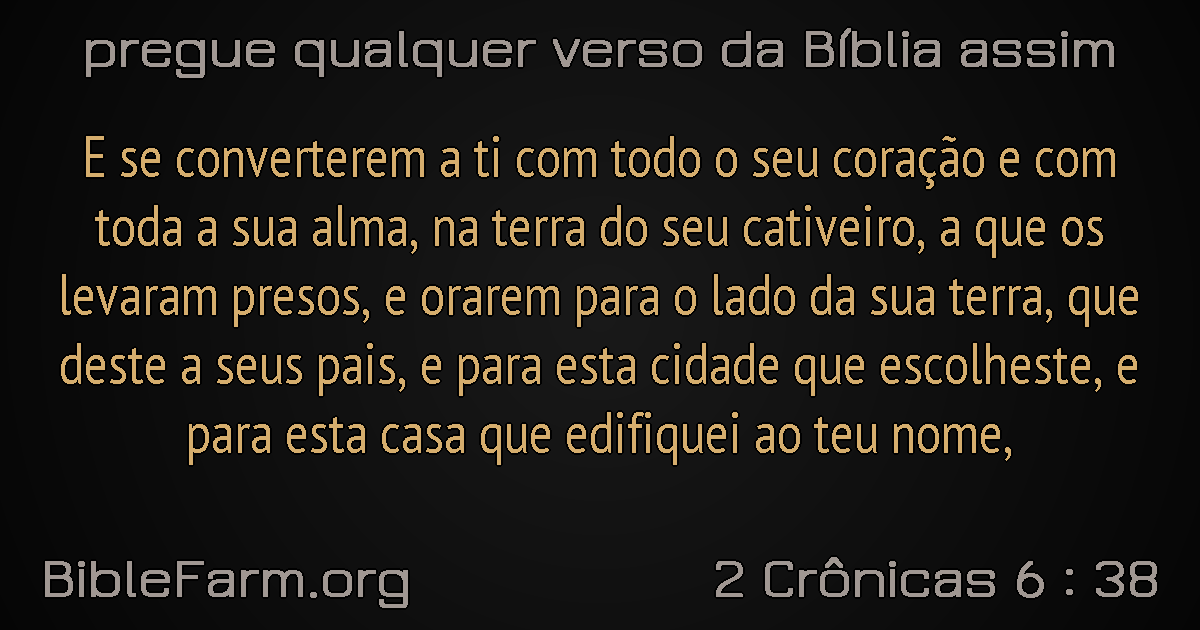 pregue qualquer verso da Bíblia assim
E se converterem a ti com todo o seu coração e com
toda a sua alma, na terra do seu cativeiro, a que os
levaram presos, e orarem para o lado da sua terra, que
deste a seus pais, e para esta cidade que escolheste, e
para esta casa que edifiquei ao teu nome,
BibleFarm.org
2 Crônicas 6 : 38